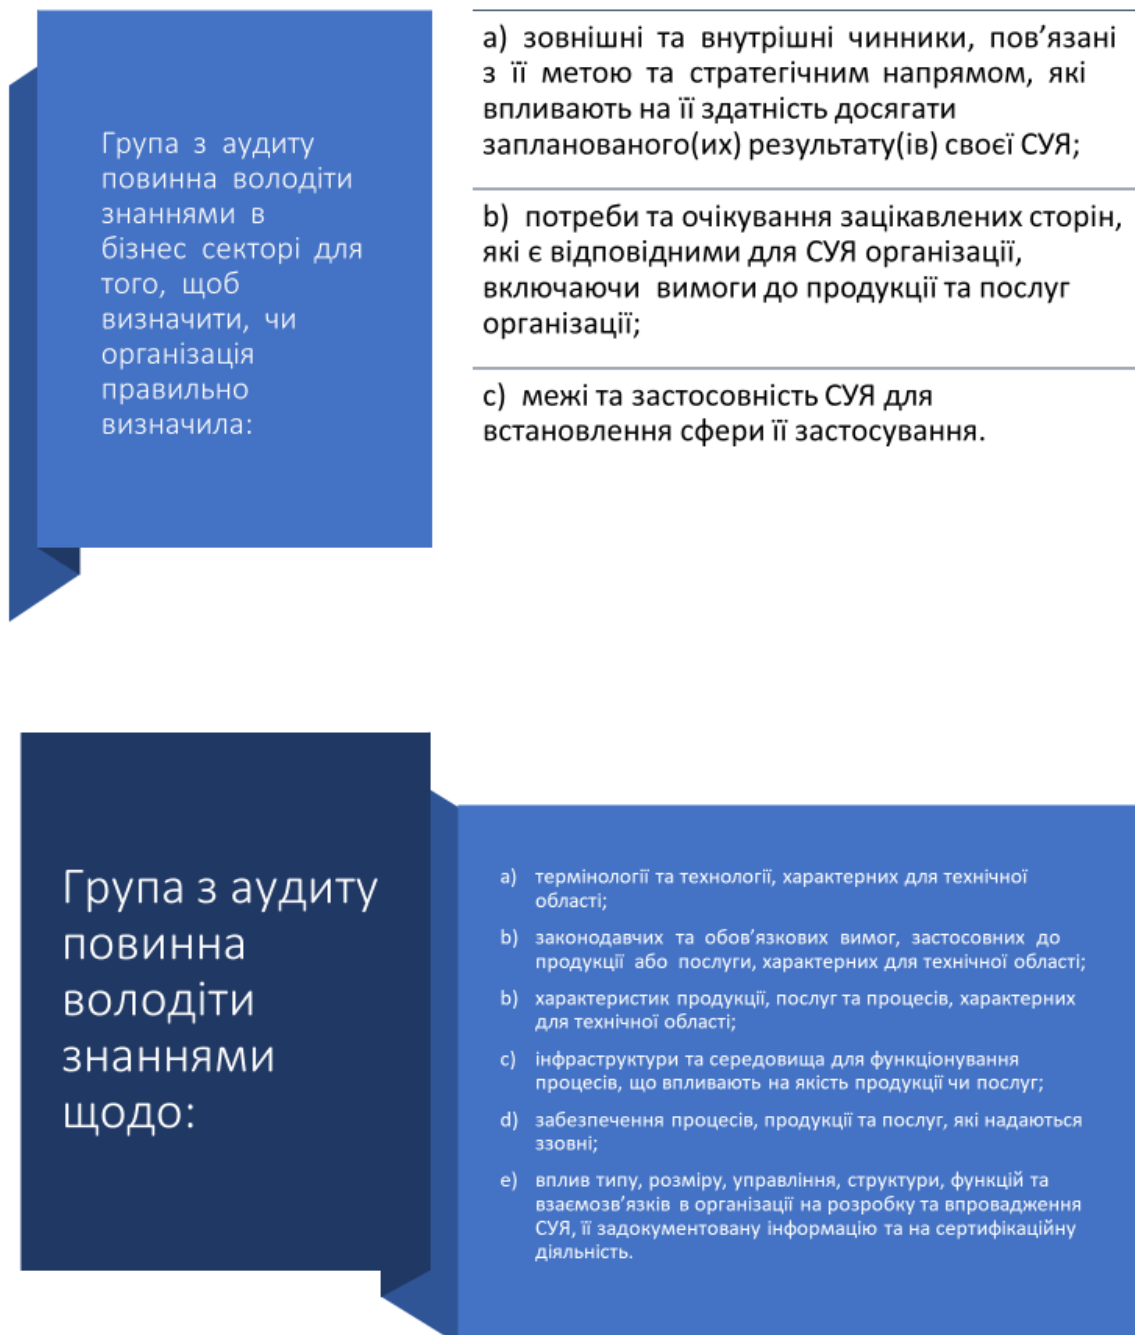 Група з аудиту
повинна володіти
знаннями в
бізнес секторі для
того, щоб
визначити, чи
організація
правильно
визначила:
a) зовнішні та внутрішні чинники, пов’язані
з її метою та стратегічним напрямом, які
впливають на її здатність досягати
запланованого(их) результату(ів) своєї СУЯ;
b) потреби та очікування зацікавлених сторін,
які є відповідними для СУЯ організації,
включаючи вимоги до продукції та послуг
організації;
c) межі та застосовність СУЯ для
встановлення сфери її застосування.
Група з аудиту
повинна
володіти
знаннями
щодо:
a) термінології та технології, характерних для технічної
області;
b) законодавчих та обов’язкових вимог, застосовних до
продукції або послуги, характерних для технічної області;
b) характеристик продукції, послуг та процесів, характерних
для технічної області;
c) інфраструктури та середовища для функціонування
процесів, що впливають на якість продукції чи послуг;
d) забезпечення процесів, продукції та послуг, які надаються
ззовні;
e) вплив типу, розміру, управління, структури, функцій та
взаємозв’язків в організації на розробку та впровадження
СУЯ, її задокументовану інформацію та на сертифікаційну
діяльність.